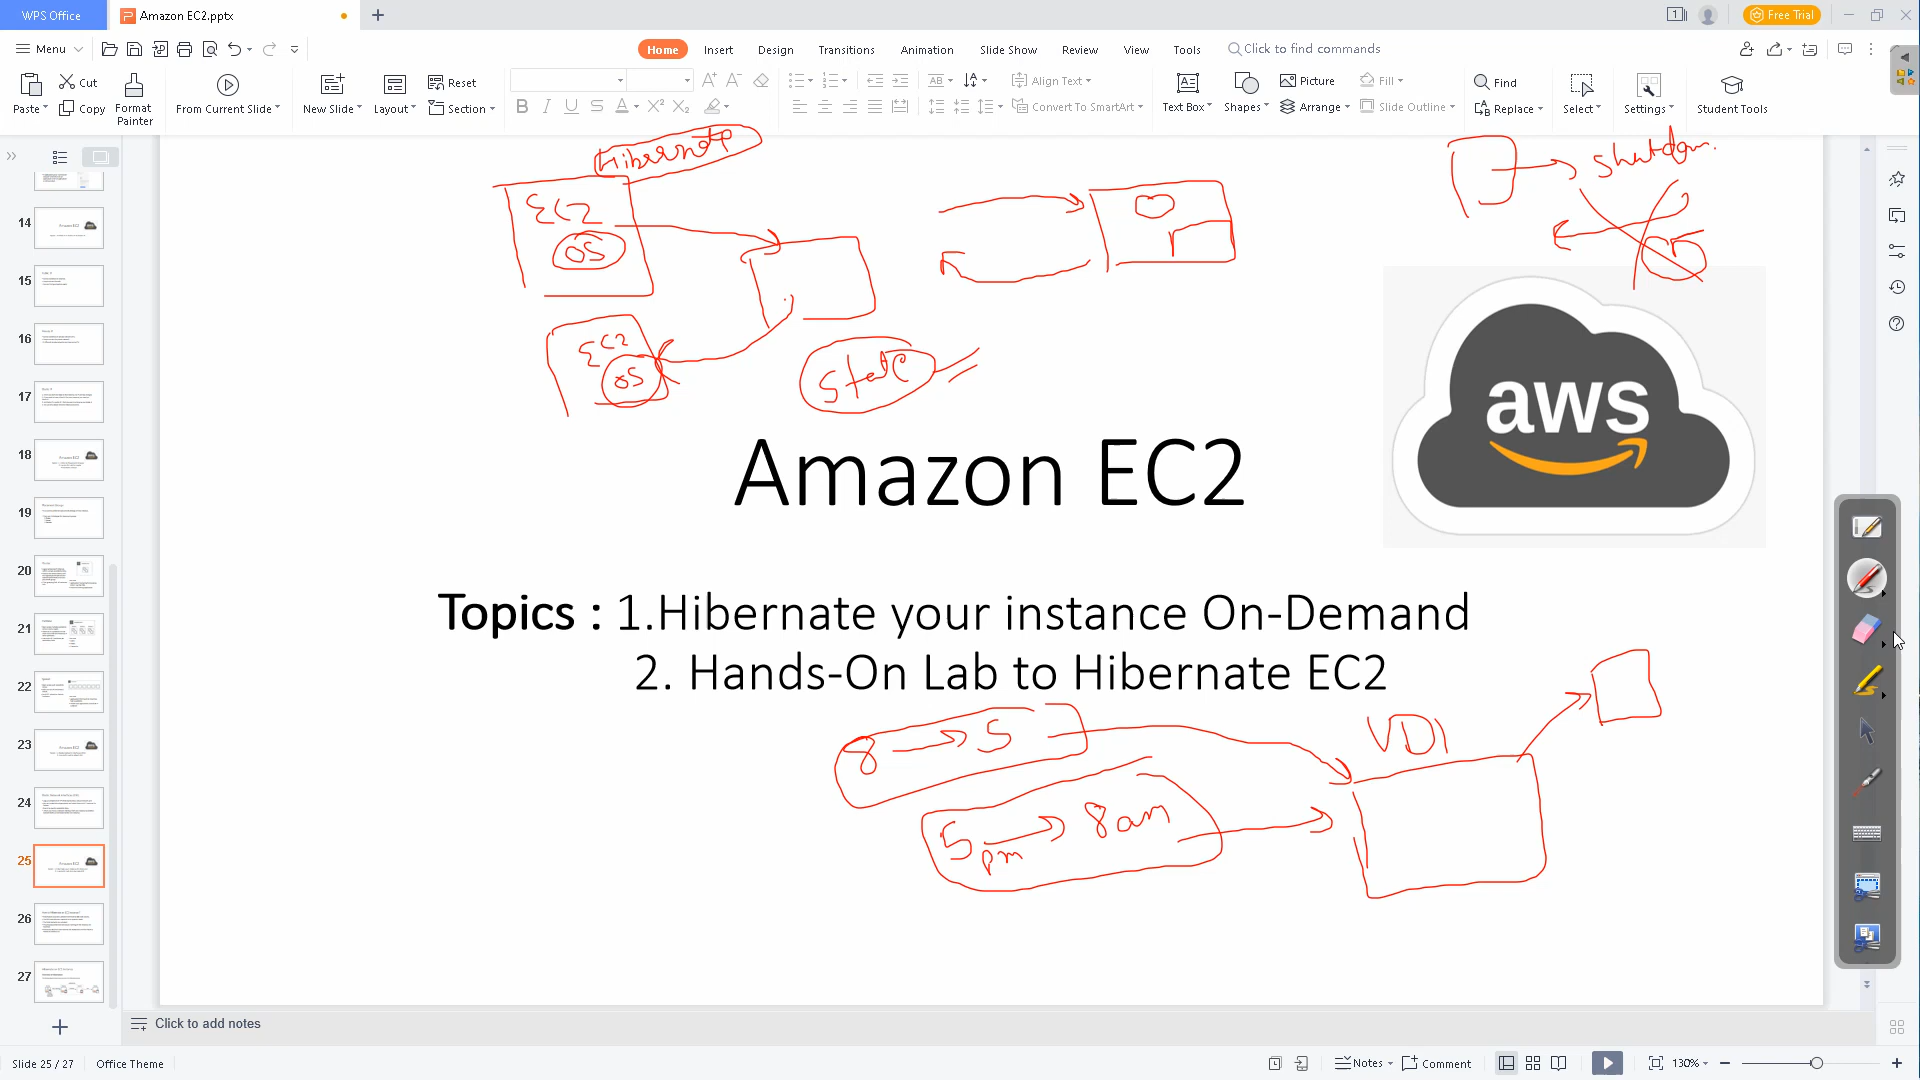 WPS Office
Amazon EC2.pptx
Free Trial
Menu
Home
Insert
Design
Transitions
Animation
Slide Show
Review
View
Tools
Click to find commands
Paste
Cut
Copy
Format Painter
From Current Slide
New Slide
Layout
Reset
Section
Align Text
Convert To SmartArt
Text Box
Shapes
Picture
Arrange
Fill
Slide Outline
Find
Replace
Select
Settings
Student Tools
Hibernate
EC2
OS
EC2
OS
State
shutdown
aws
Amazon EC2
Topics : 1.Hibernate your instance On-Demand
2. Hands-On Lab to Hibernate EC2
8 → 5
VDI
5 pm → 8am
14
15
16
17
18
19
20
21
22
23
24
25
26
27
Click to add notes
Slide 25 / 27
Office Theme
Notes
Comment
130%